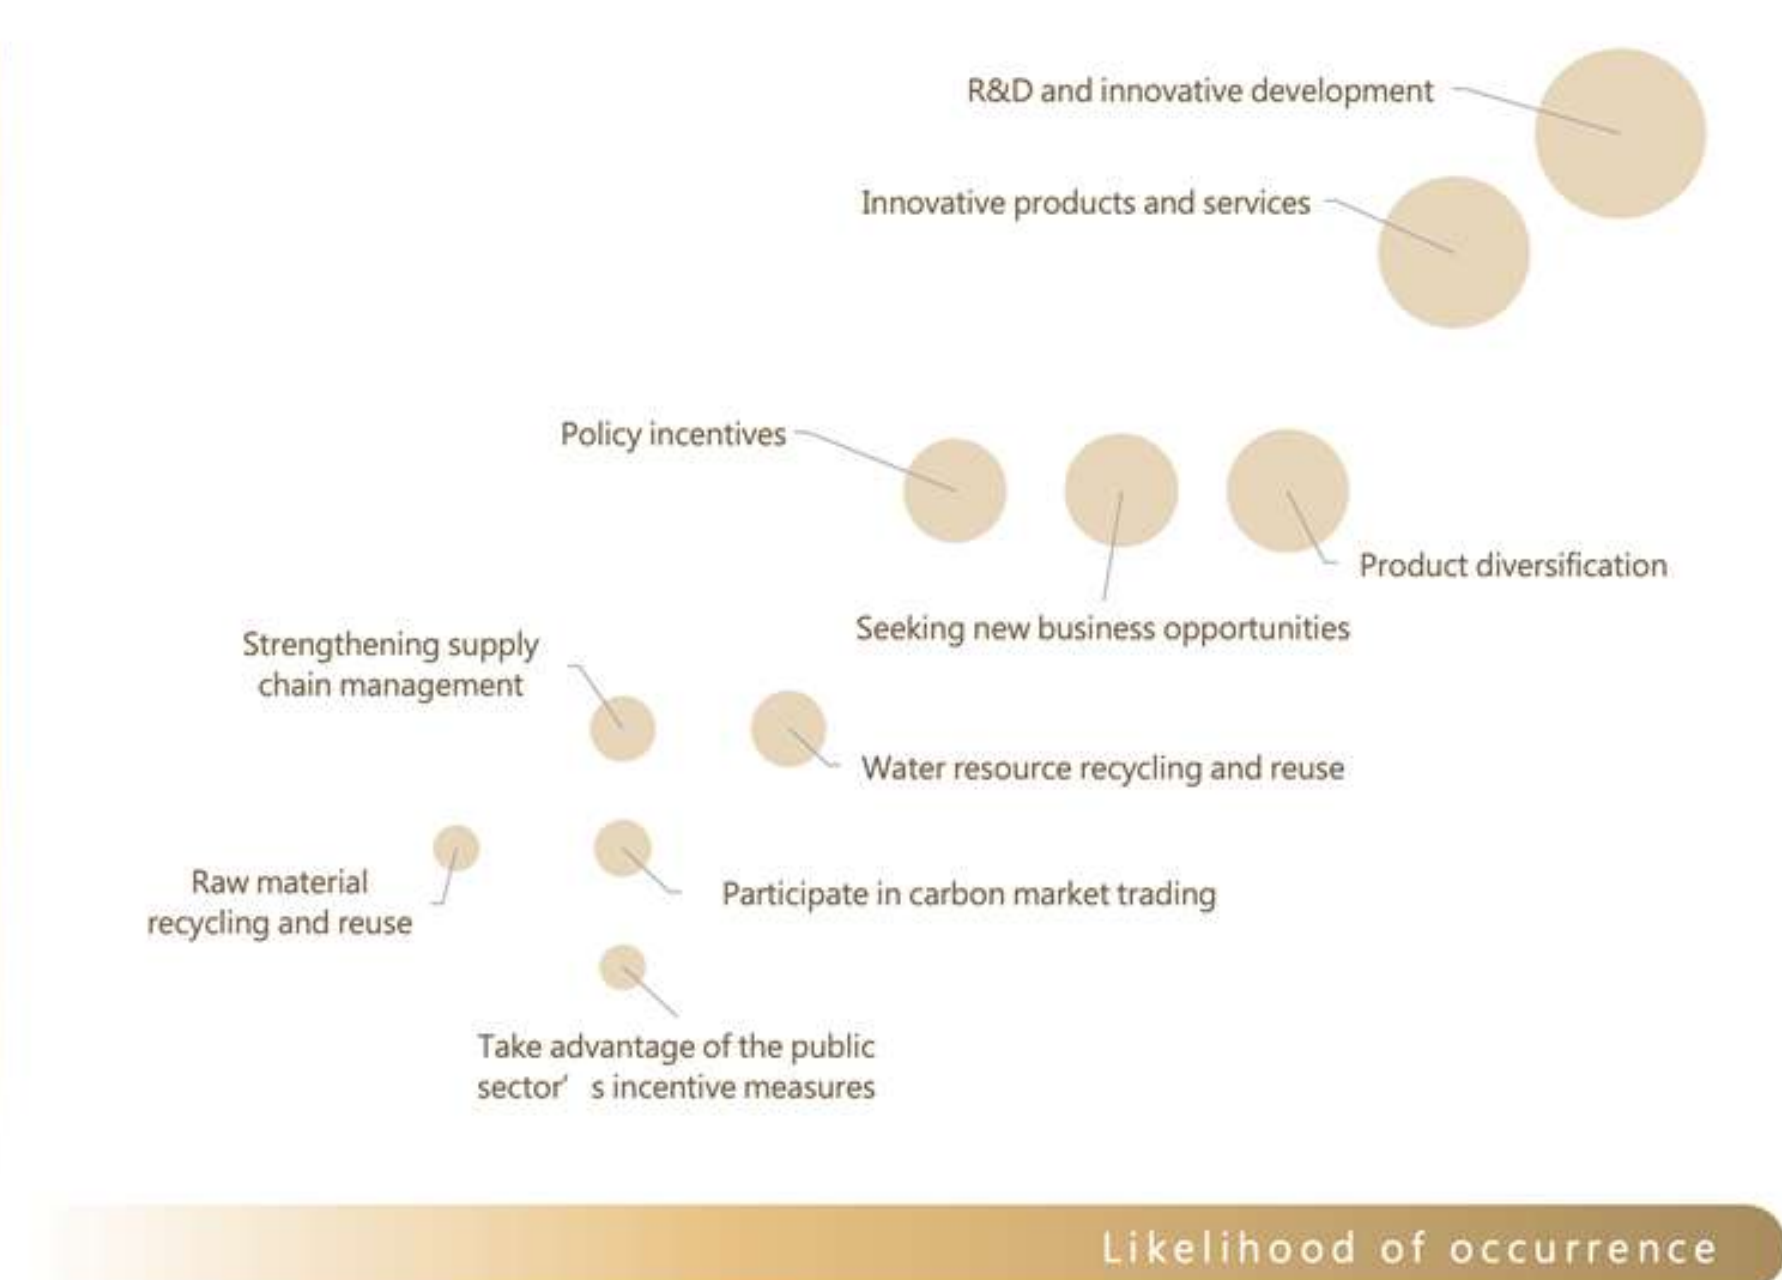 R&D and innovative development
Innovative products and services
Policy incentives
Product diversification
Seeking new business opportunities
Strengthening supply
chain management
Water resource recycling and reuse
Raw material
recycling and reuse
Participate in carbon market trading
Take advantage of the public
sector’ s incentive measures
Likelihood of occurrence